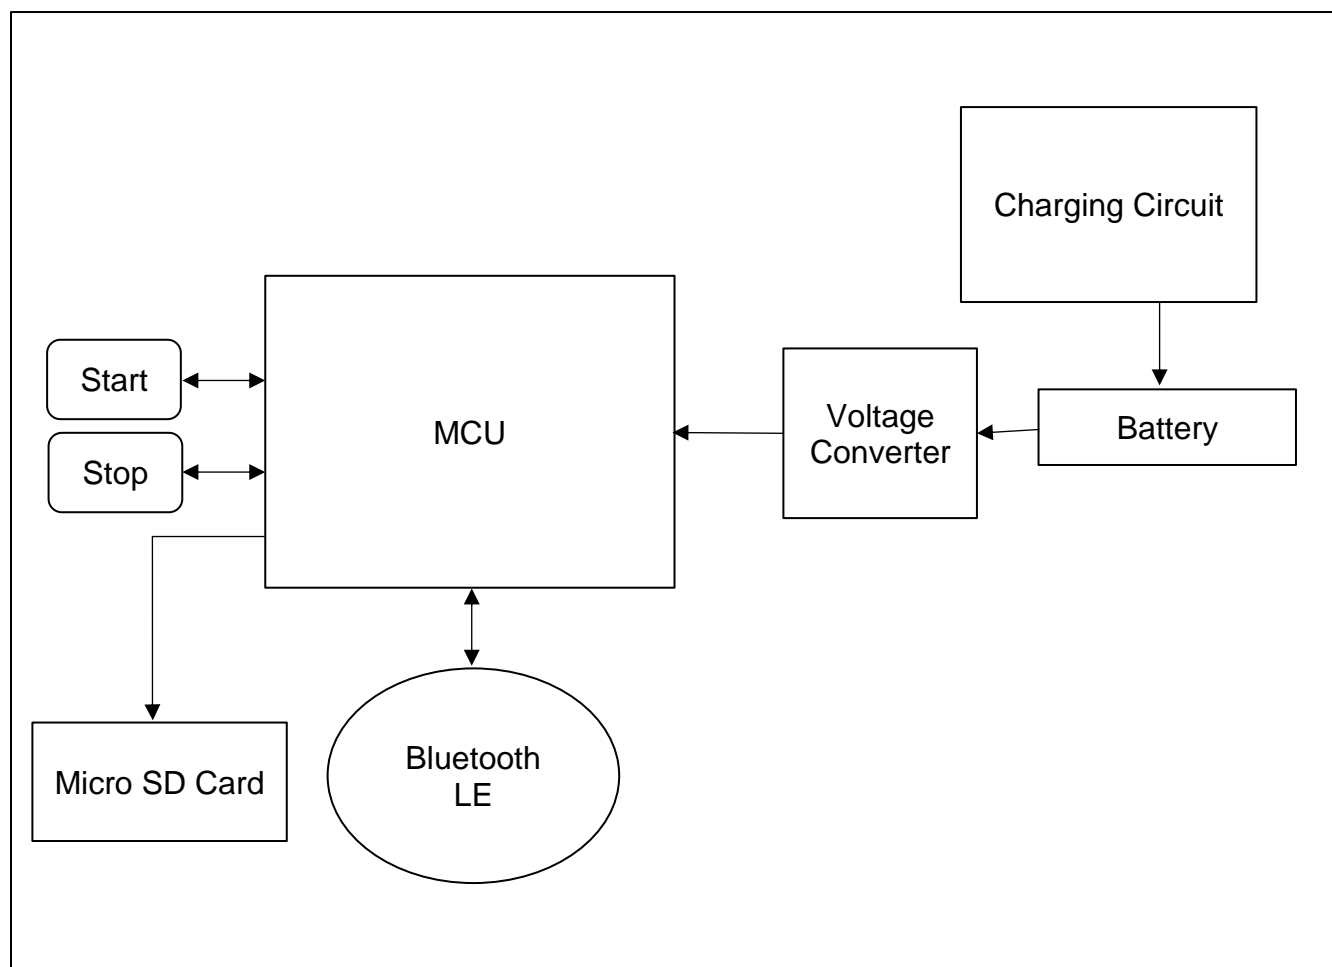 Charging Circuit
Start
MCU
Voltage
Converter
Battery
Stop
Micro SD Card
Bluetooth
LE